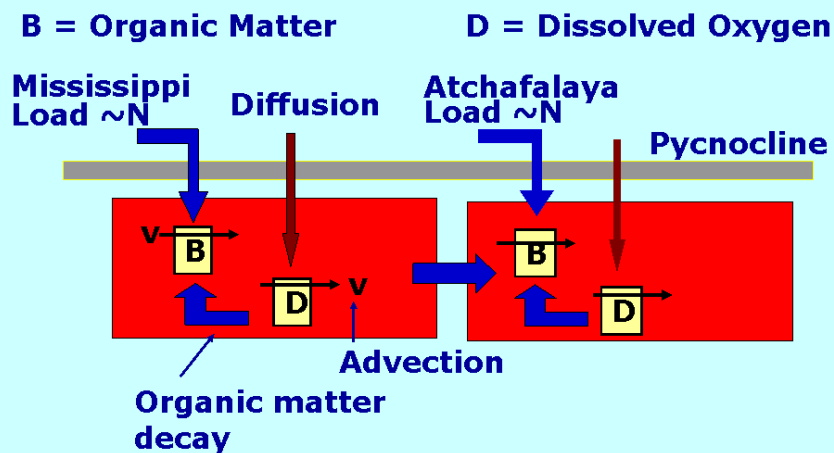 B = Organic Matter
D = Dissolved Oxygen
Mississippi
Load ~N
Diffusion
Atchafalaya
Load ~N
Pycnocline
v
B
D
v
B
D
Advection
Organic matter
decay